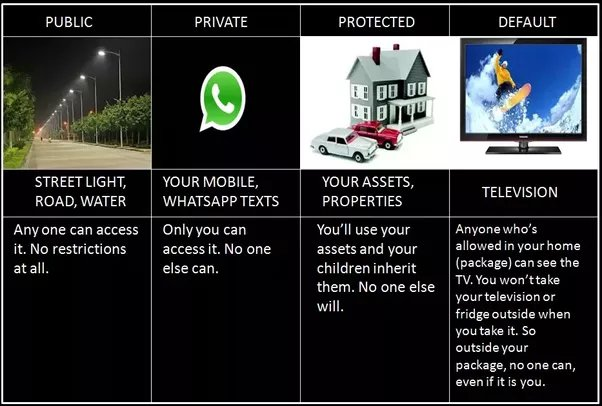 PUBLIC
PRIVATE
PROTECTED
DEFAULT
STREET LIGHT,
ROAD, WATER
YOUR MOBILE,
WHATSAPP TEXTS
YOUR ASSETS,
PROPERTIES
TELEVISION
Any one can access
it. No restrictions
at all.
Only you can
access it. No one
else can.
You’ll use your
assets and your
children inherit
them. No one else
will.
Anyone who’s
allowed in your home
(package) can see the
TV. You won’t take
your television or
fridge outside when
you take it. So
outside your
package, no one can,
even if it is you.